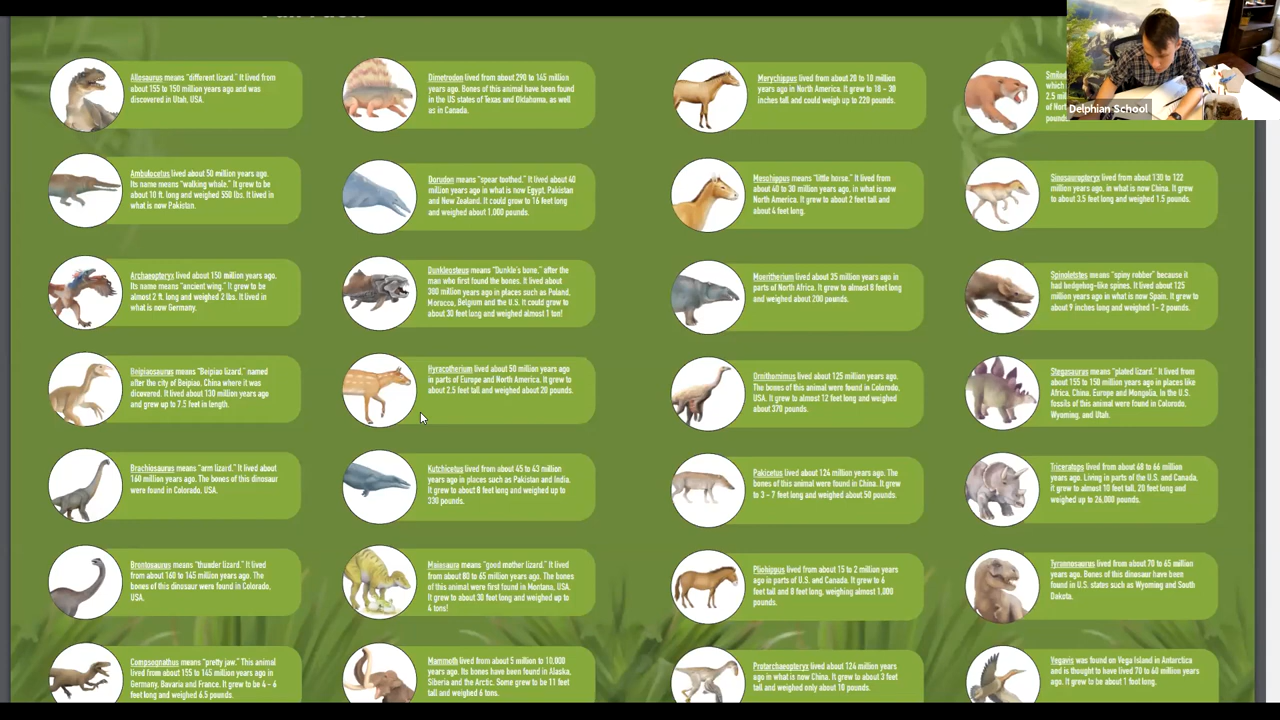 Fun Facts
Allosaurus means "different lizard." It lived from
about 155 to 150 million years ago and was
discovered in Utah, USA.
Ambulocetus lived about 50 million years ago.
Its name means "walking whale." It grew to be
about 10 ft. long and weighed 550 lbs. It lived in
what is now Pakistan.
Archaeopteryx lived about 150 million years ago.
Its name means "ancient wing." It grew to be
almost 2 ft. long and weighed 2 lbs. It lived in
what is now Germany.
Beipiaosaurus means "Beipiao lizard," named
after the city of Beipiao, China where it was
dicovered. It lived about 130 million years ago
and grew up to 7.5 feet in length.
Brachiosaurus means "arm lizard." It lived about
160 million years ago. The bones of this dinosaur
were found in Colorado, USA.
Brontosaurus means "thunder lizard." It lived
from about 160 to 145 million years ago. The
bones of this dinosaur were found in Colorado,
USA.
Compsognathus means "pretty jaw." This animal
lived from about 155 to 145 million years ago in
Germany, Bavaria and France. It grew to be 4 - 6
feet long and weighed 6.5 pounds.
Dimetrodon lived from about 290 to 145 million
years ago. Bones of this animal have been found in
the US states of Texas and Oklahoma, as well
as in Canada.
Dorudon means "spear toothed." It lived about 40
million years ago in what is now Egypt, Pakistan
and New Zealand. It could grow to 16 feet long
and weighed about 1,000 pounds.
Dunkleosteus means "Dunkle's bone," after the
man who first found the bones. It lived about
380 million years ago in places such as Poland,
Morocco, Belgium and the U.S. It could grow to
about 30 feet long and weighed almost 1 ton!
Hyracotherium lived about 50 million years ago
in parts of Europe and North America. It grew to
about 2.5 feet tall and weighed about 20 pounds.
Kutchicetus lived from about 45 to 43 million
years ago in places such as Pakistan and India.
It grew to about 8 feet long and weighed up to
330 pounds.
Maiasaura means "good mother lizard." It lived
from about 80 to 65 million years ago. The bones
of this animal were first found in Montana, USA.
It grew to about 30 feet long and weighed up to
4 tons!
Mammoth lived from about 5 million to 10,000
years ago. Its bones have been found in Alaska,
Siberia and the Arctic. Some grew to be 11 feet
tall and weighed 6 tons.
Merychippus lived from about 20 to 10 million
years ago in North America. It grew to 18 - 30
inches tall and could weigh up to 220 pounds.
Mesohippus means "little horse." It lived from
about 40 to 30 million years ago, in what is now
North America. It grew to about 2 feet tall and
about 4 feet long.
Moeritherium lived about 35 million years ago in
parts of North Africa. It grew to almost 8 feet long
and weighed about 200 pounds.
Ornithomimus lived about 125 million years ago.
The bones of this animal were found in Colorado,
USA. It grew to almost 12 feet long and weighed
about 370 pounds.
Pakicetus lived about 124 million years ago. The
bones of this animal were found in China. It grew
to 3 - 7 feet long and weighed about 50 pounds.
Pliohippus lived from about 15 to 2 million years
ago in parts of U.S. and Canada. It grew to 6
feet tall and 8 feet long, weighing almost 1,000
pounds.
Protarchaeopteryx lived about 124 million years
ago in what is now China. It grew to about 3 feet
tall and weighed only about 10 pounds.
which
2.5 mil
of Nort
pounds
Delphian School
Sinosauropteryx lived from about 130 to 122
million years ago, in what is now China. It grew
to about 3.5 feet long and weighed 1.5 pounds.
Spinolestes means "spiny robber" because it
had hedgehog-like spines. It lived about 125
million years ago in what is now Spain. It grew to
about 9 inches long and weighed 1- 2 pounds.
Stegosaurus means "plated lizard." It lived from
about 155 to 150 million years ago in places like
Africa, China, Europe and Mongolia. In the U.S.
fossils of this animal were found in Colorado,
Wyoming, and Utah.
Triceratops lived from about 68 to 66 million
years ago. Living in parts of the U.S. and Canada,
it grew to almost 10 feet tall, 20 feet long and
weighed up to 26,000 pounds.
Tyrannosaurus lived from about 70 to 65 million
years ago. Bones of this dinosaur have been
found in U.S. states such as Wyoming and South
Dakota.
Vegavis was found on Vega Island in Antarctica
and is thought to have lived 70 to 60 million years
ago. It grew to be about 1 foot long.